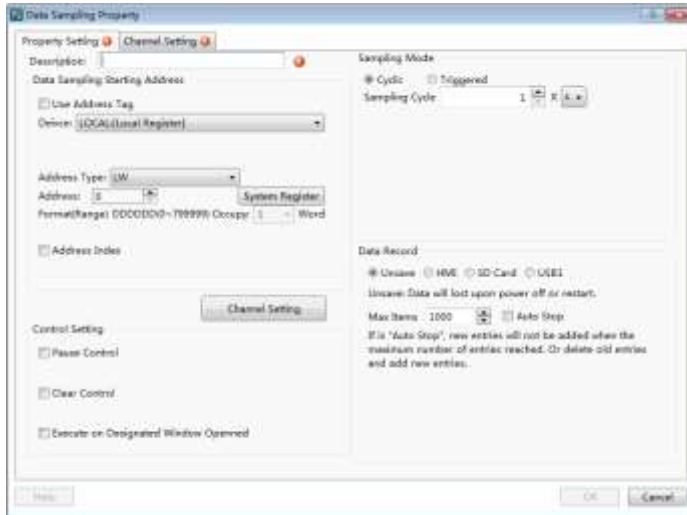 Data Sampling Property
Property Setting Channel Setting
Description:
Data Sampling Starting Address
Use Address Tag
Device: LOCAL(Local Register)
Address Type: LW
Address: 0 System Register
Format(Range) DDDDDD(0~799999) Occupy 1 Word
Address Index
Channel Setting
Control Setting
Pause Control
Clear Control
Execute on Designated Window Openned
Sampling Mode
Cyclic Triggered
Sampling Cycle 1 X
Data Record
Unsave HMI SD Card USB1
Unsave: Data will lost upon power off or restart.
Max Items 1000 Auto Stop
If is "Auto Stop", new entries will not be added when the
maximum number of entries reached. Or delete old entries
and add new entries.
Help
OK Cancel